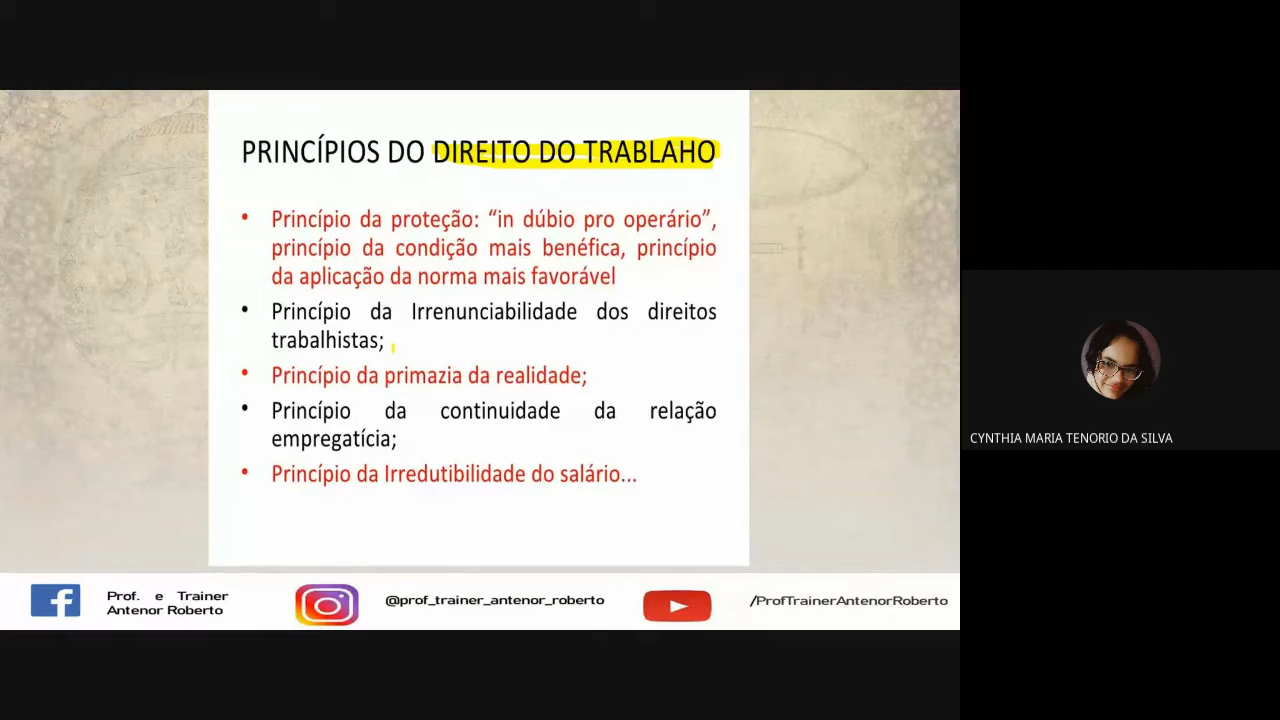 PRINCÍPIOS DO DIREITO DO TRABLAHO
• Princípio da proteção: “in dúbio pro operário”,
princípio da condição mais benéfica, princípio
da aplicação da norma mais favorável
• Princípio da Irrenunciabilidade dos direitos
trabalhistas;
• Princípio da primazia da realidade;
• Princípio da continuidade da relação
empregatícia;
• Princípio da Irredutibilidade do salário...
CYNTHIA MARIA TENORIO DA SILVA
Prof. e Trainer
Antenor Roberto
@prof_trainer_antenor_roberto
/ProfTrainerAntenorRoberto